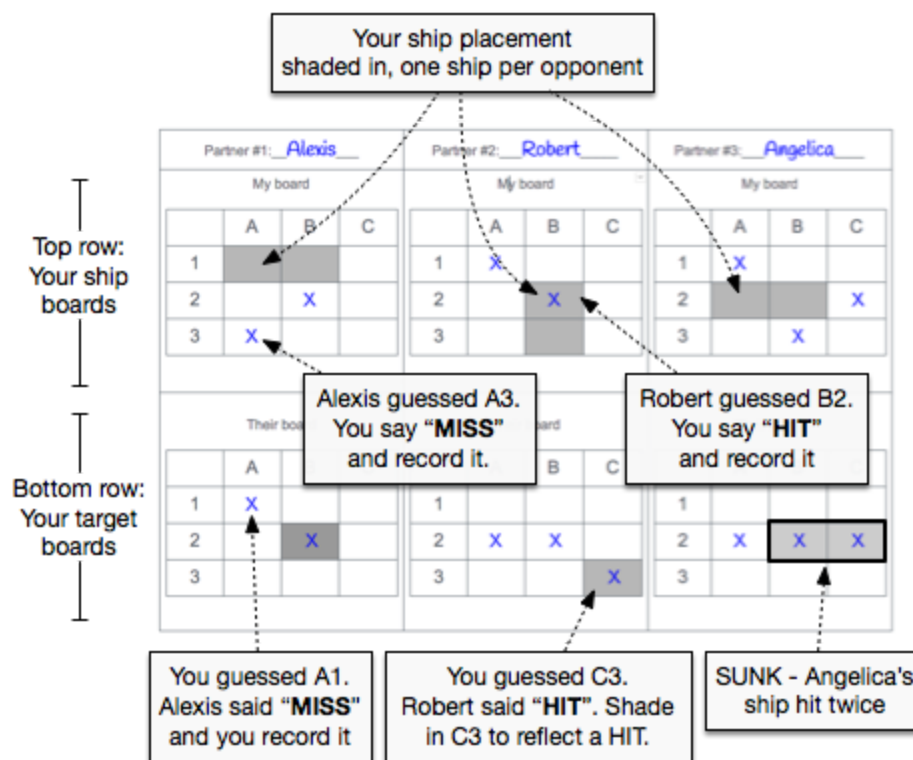 Your ship placement
shaded in, one ship per opponent
Partner #1: Alexis
Partner #2: Robert
Partner #3: Angelica
My board
My board
My board
Top row:
Your ship
boards
A B C
1
2 X
3 X
A B C
1 X
2 X
3
A B C
1 X
2 X
3 X
Alexis guessed A3.
You say "MISS"
and record it.
Robert guessed B2.
You say "HIT"
and record it
Bottom row:
Your target
boards
Their
A
1 X
2 X
3
B C
1
2 X X
3 X
1
2 X X X
3
You guessed A1.
Alexis said "MISS"
and you record it
You guessed C3.
Robert said "HIT". Shade
in C3 to reflect a HIT.
SUNK - Angelica's
ship hit twice